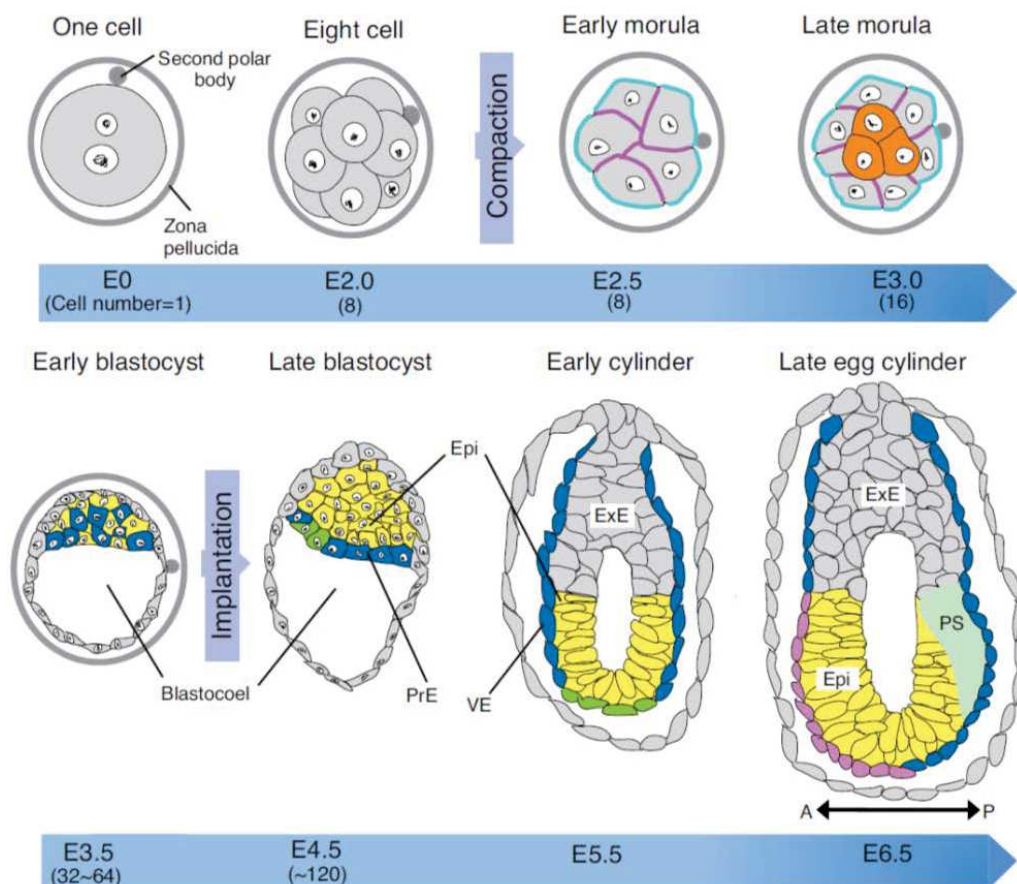 One cell
Eight cell
Early morula
Late morula
Second polar
body
Zona
pellucida
Compaction
E0
(Cell number=1)
E2.0
(8)
E2.5
(8)
E3.0
(16)
Early blastocyst
Late blastocyst
Early cylinder
Late egg cylinder
Implantation
Epi
ExE
ExE
PS
Epi
Blastocoel
PrE
VE
A
P
E3.5
(32~64)
E4.5
(~120)
E5.5
E6.5